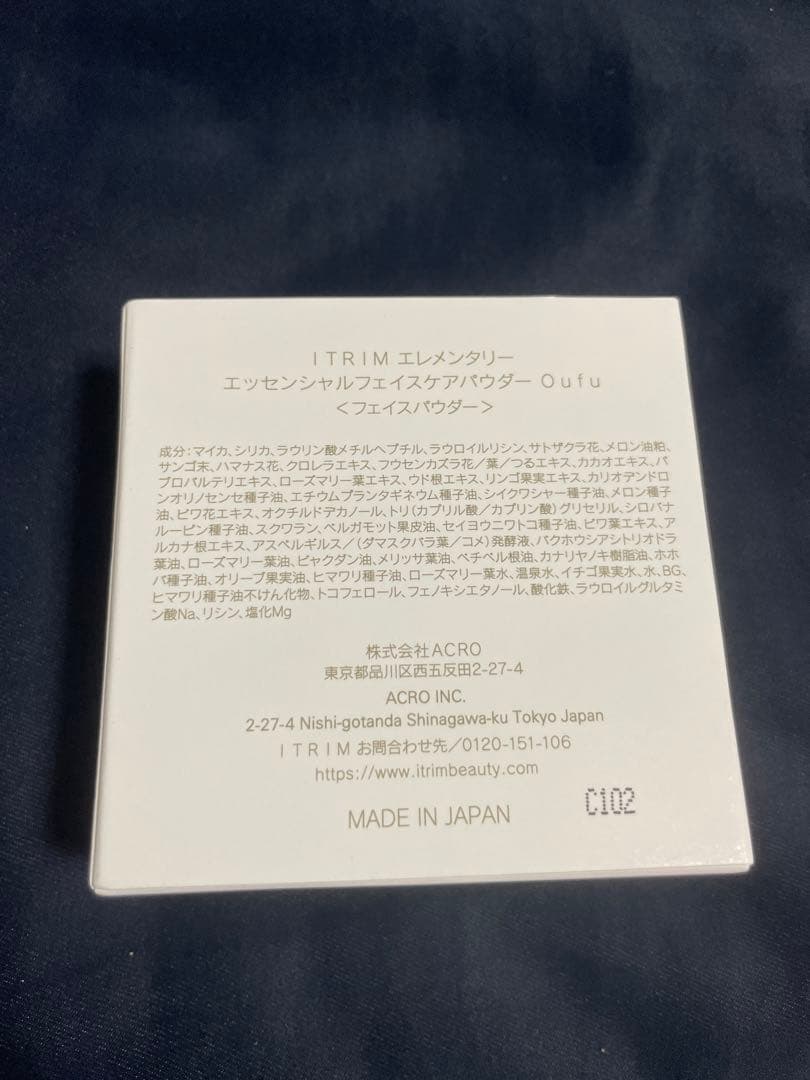 ITRIM エレメンタリー
エッセンシャルフェイスケアパウダー Oufu
<フェイスパウダー>
成分:マイカ、シリカ、ラウリン酸メチルヘプチル、ラウロイルリシン、サトザクラ花、メロン油粕、
サンゴ末、ハマナス花、クロレラエキス、フウセンカズラ花/葉/つるエキス、カカオエキス、パ
プロバルテリエキス、ローズマリー葉エキス、ウド根エキス、リンゴ果実エキス、カリオデンドロ
ンオリノセンセ種子油、エチウムプランタギネウム種子油、シイクワシャー種子油、メロン種子
油、ビワ花エキス、オクチルドデカノール、トリ(カプリル酸/カプリン酸)グリセリル、シロバナ
ルーピン種子油、スクワラン、ベルガモット果皮油、セイヨウニワトコ種子油、ビワ葉エキス、ア
ルカナ根エキス、アスペルギルス/(ダマスクバラ葉/コメ)発酵液、バクホウシアシトリオドラ
葉油、ローズマリー葉油、ビャクダン油、メリッサ葉油、ベチベル根油、カナリヤノキ樹脂油、ホホ
バ種子油、オリーブ果実油、ヒマワリ種子油、ローズマリー葉水、温泉水、イチゴ果実水、水、BG、
ヒマワリ種子油不けん化物、トコフェロール、フェノキシエタノール、酸化鉄、ラウロイルグルタミ
ン酸Na、リシン、塩化Mg
株式会社ACRO
東京都品川区西五反田2-27-4
ACRO INC.
2-27-4 Nishi-gotanda Shinagawa-ku Tokyo Japan
ITRIM お問合わせ先/0120-151-106
https://www.itrimbeauty.com
MADE IN JAPAN
C102